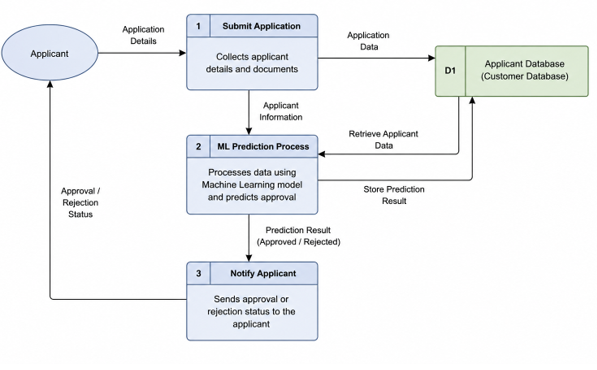 Applicant
Application
Details
1 Submit Application
Collects applicant
details and documents
Application
Data
D1
Applicant Database
(Customer Database)
Applicant
Information
2 ML Prediction Process
Processes data using
Machine Learning model
and predicts approval
Retrieve Applicant
Data
Store Prediction
Result
Approval /
Rejection
Status
Prediction Result
(Approved / Rejected)
3 Notify Applicant
Sends approval or
rejection status to the
applicant